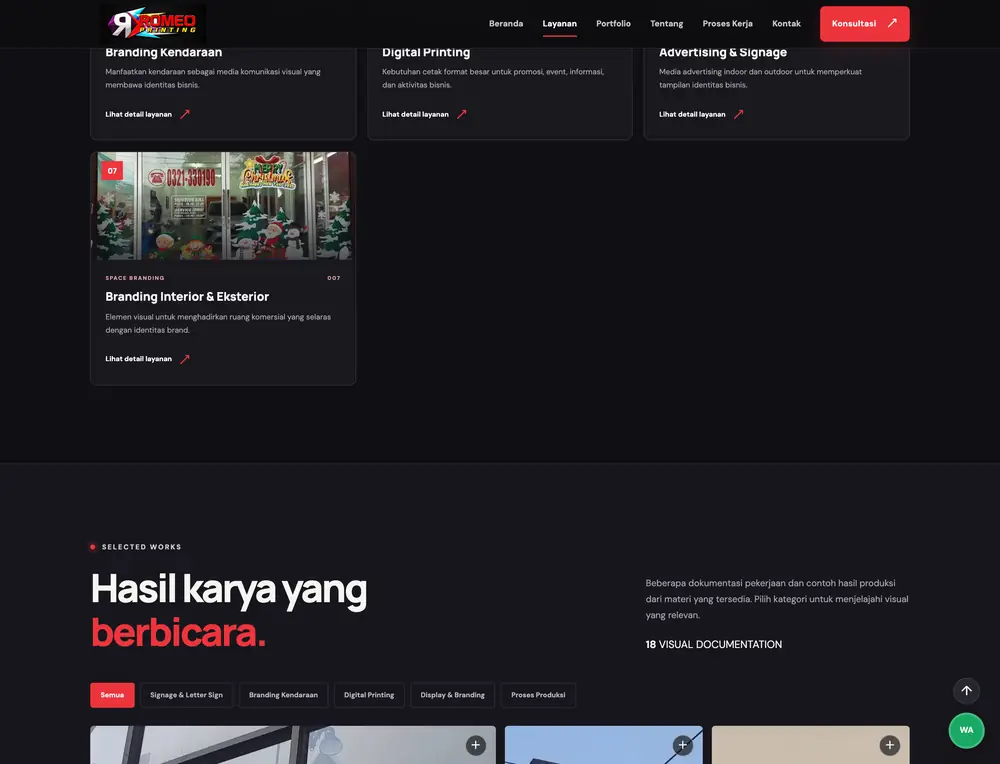 ROMEO
PRINTING
Beranda
Layanan
Portfolio
Tentang
Proses Kerja
Kontak
Konsultasi
Branding Kendaraan
Manfaatkan kendaraan sebagai media komunikasi visual yang
membawa identitas bisnis.
Lihat detail layanan
Digital Printing
Kebutuhan cetak format besar untuk promosi, event, informasi,
dan aktivitas bisnis.
Lihat detail layanan
Advertising & Signage
Media advertising indoor dan outdoor untuk memperkuat
tampilan identitas bisnis.
Lihat detail layanan
07
0321-330190
MERRY
Christmas
SPACE BRANDING
007
Branding Interior & Eksterior
Elemen visual untuk menghadirkan ruang komersial yang selaras
dengan identitas brand.
Lihat detail layanan
SELECTED WORKS
Hasil karya yang
berbicara.
Beberapa dokumentasi pekerjaan dan contoh hasil produksi
dari materi yang tersedia. Pilih kategori untuk menjelajahi visual
yang relevan.
18 VISUAL DOCUMENTATION
Semua
Signage & Letter Sign
Branding Kendaraan
Digital Printing
Display & Branding
Proses Produksi
WA